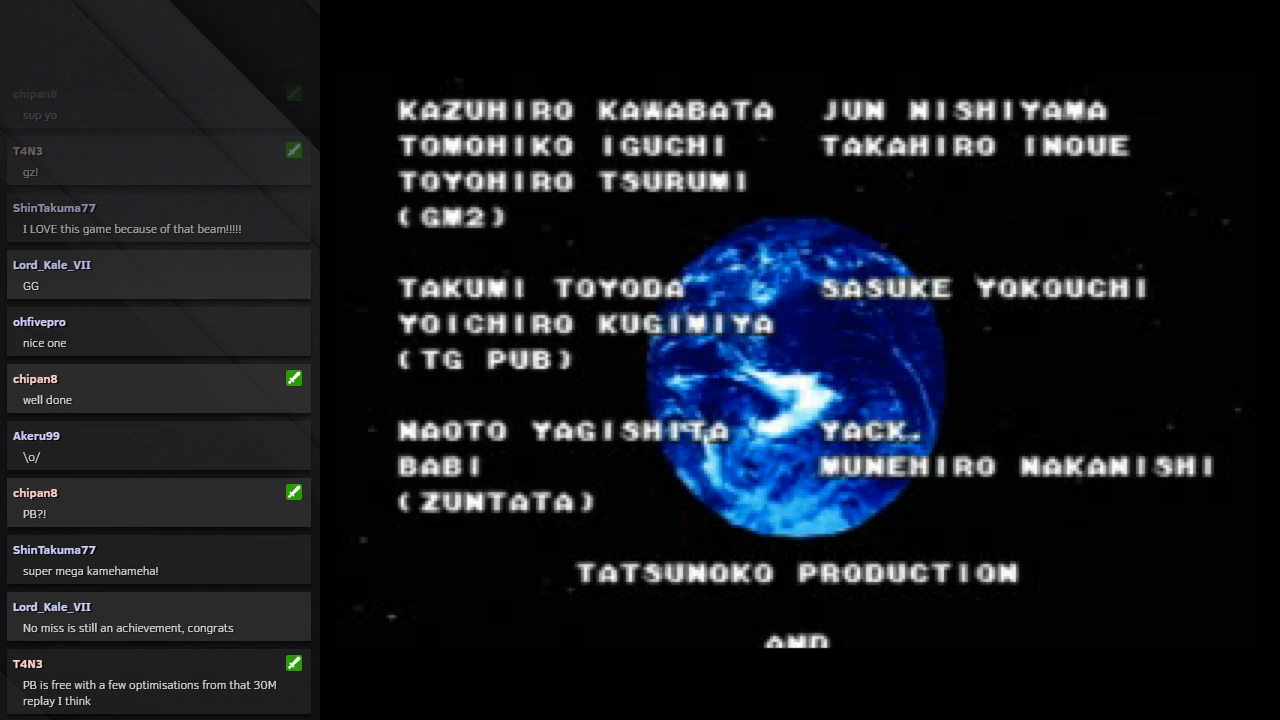 chipan8
sup yo
T4N3
gz!
ShinTakuma77
I LOVE this game because of that beam!!!!!
Lord_Kale_VII
GG
ohfivepro
nice one
chipan8
well done
Akeru99
\o/
chipan8
PB?!
ShinTakuma77
super mega kamehameha!
Lord_Kale_VII
No miss is still an achievement, congrats
T4N3
PB is free with a few optimisations from that 30M
replay I think
KAZUHIRO KAWABATA JUN NISHIYAMA
TOMOHIKO IGUCHI TAKAHIRO INOUE
TOYOHIRO TSURUMI
(GM2)
TAKUMI TOYODA SASUKE YOKOUCHI
YOICHIRO KUGIMIYA
(TG PUB)
NAOTO YAGISHITA YACK.
BABI MUNEHIRO NAKANISHI
(ZUNTATA)
TATSUNOKO PRODUCTION
AND